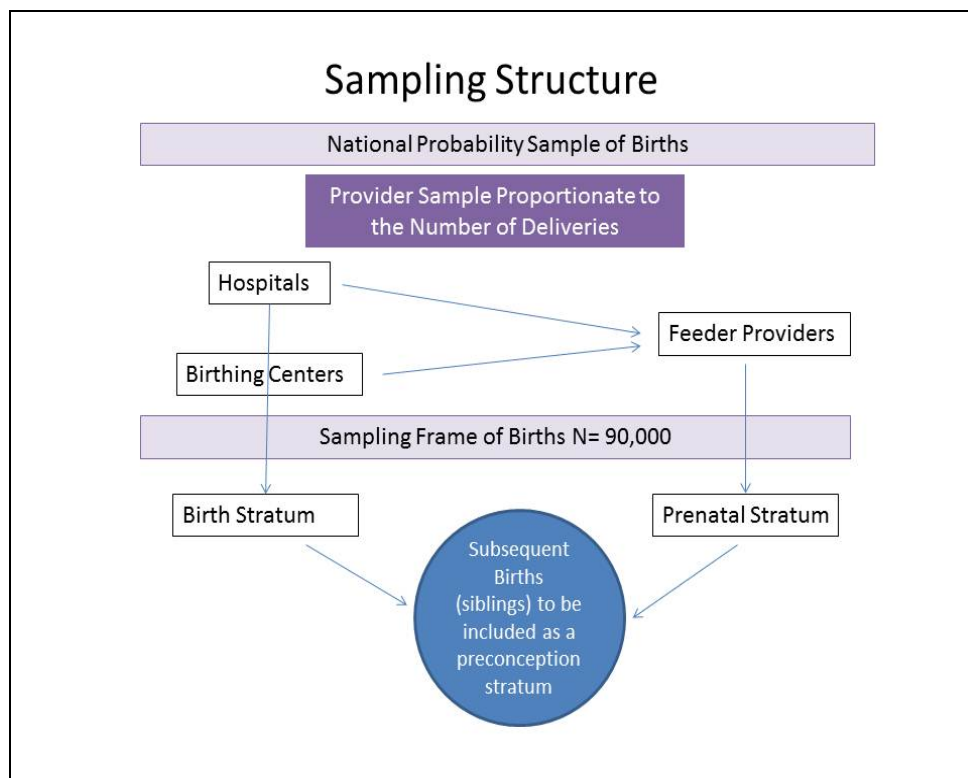 Sampling Structure
National Probability Sample of Births
Provider Sample Proportionate to
the Number of Deliveries
Hospitals
Feeder Providers
Birthing Centers
Sampling Frame of Births N= 90,000
Birth Stratum
Prenatal Stratum
Subsequent
Births
(siblings) to be
included as a
preconception
stratum